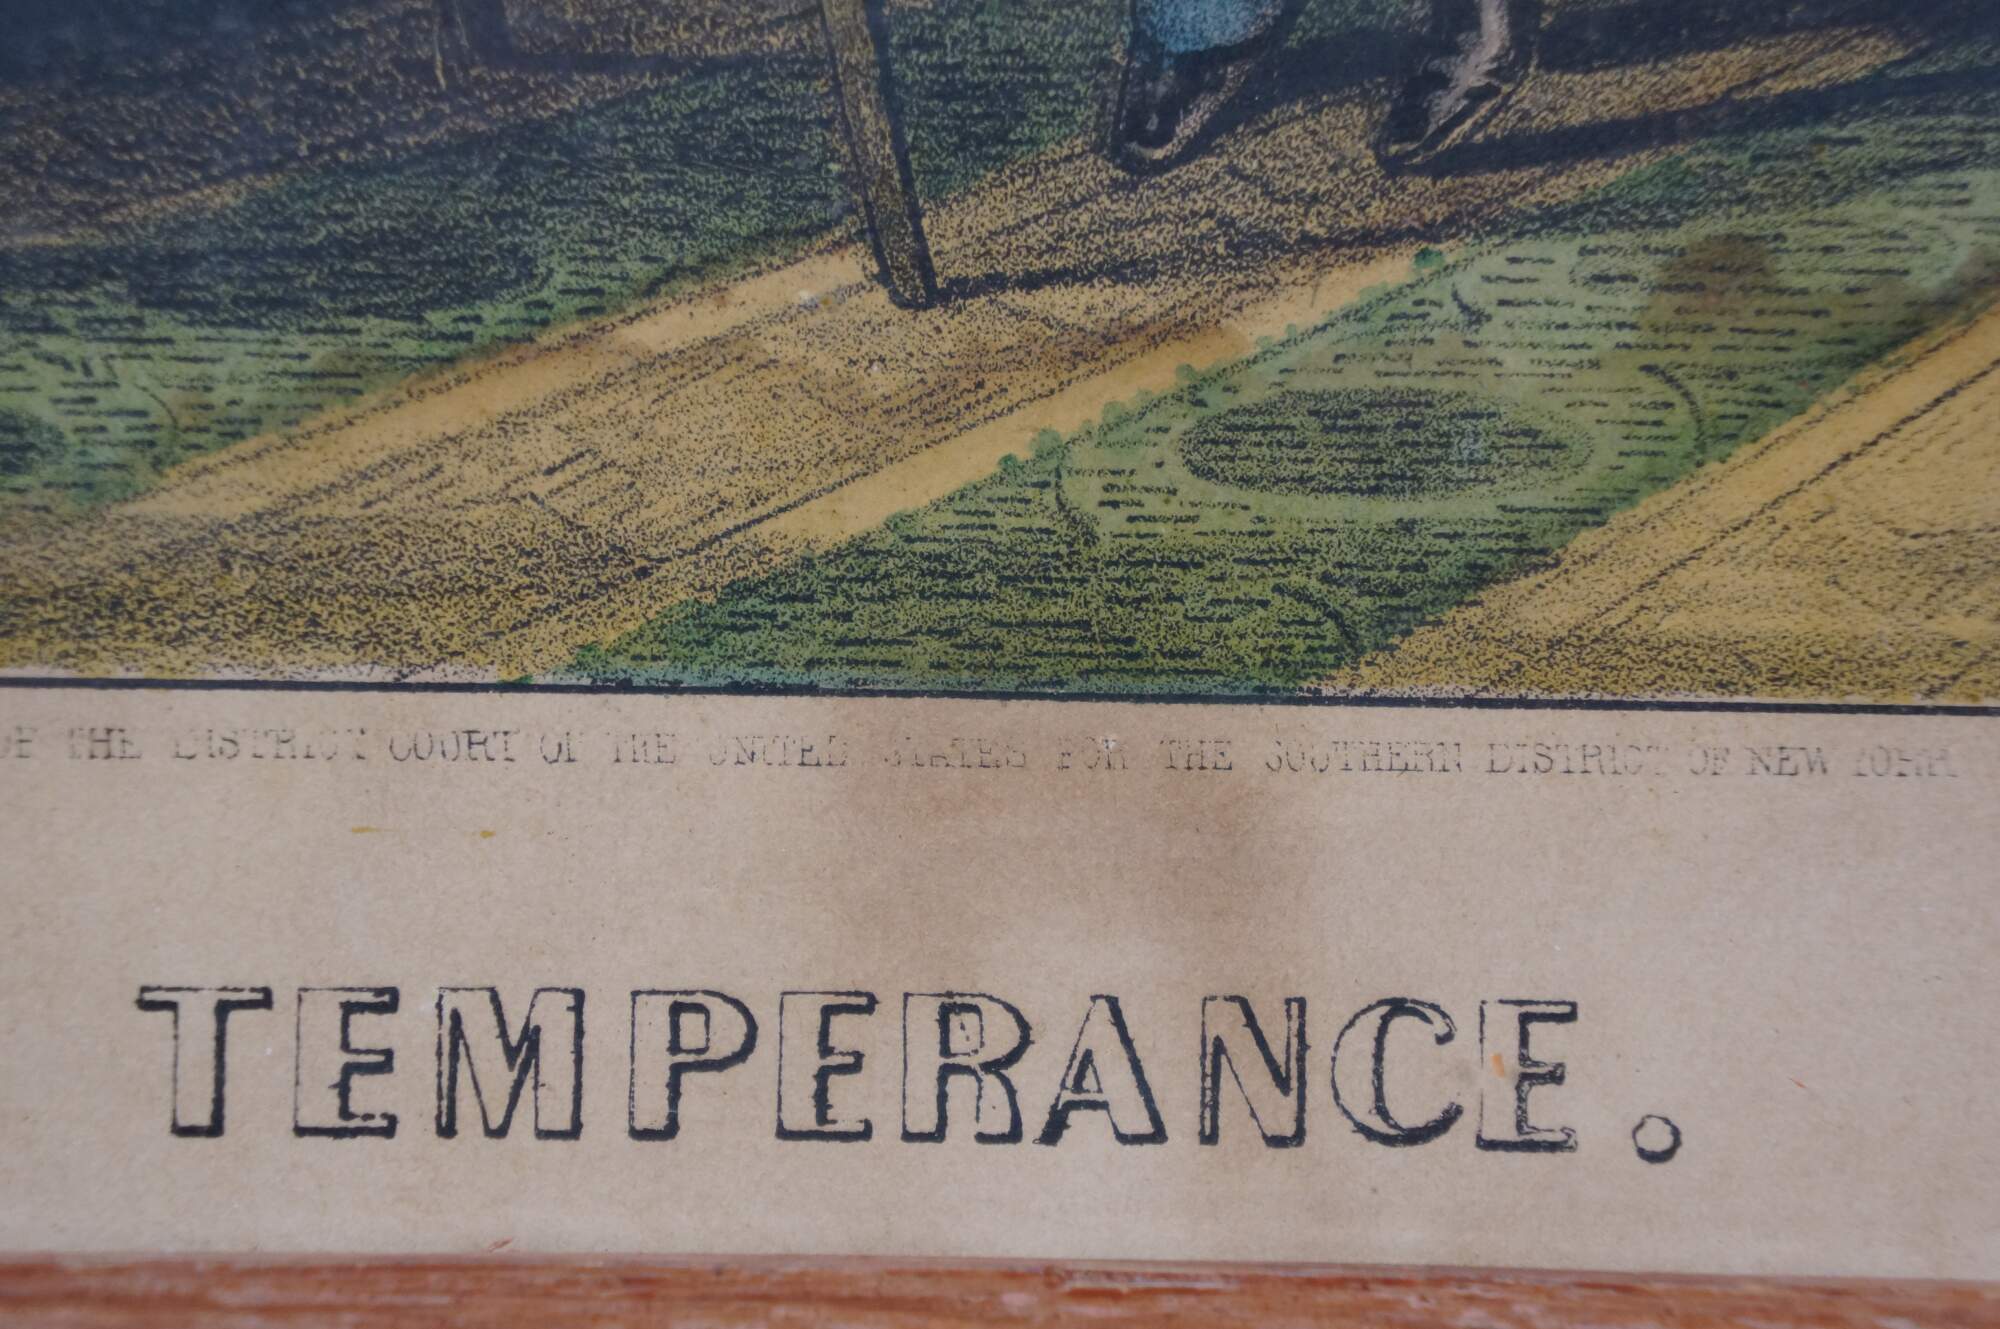 OF THE DISTRICT COURT OF THE UNITED STATES FOR THE SOUTHERN DISTRICT OF NEW YORK
TEMPERANCE.